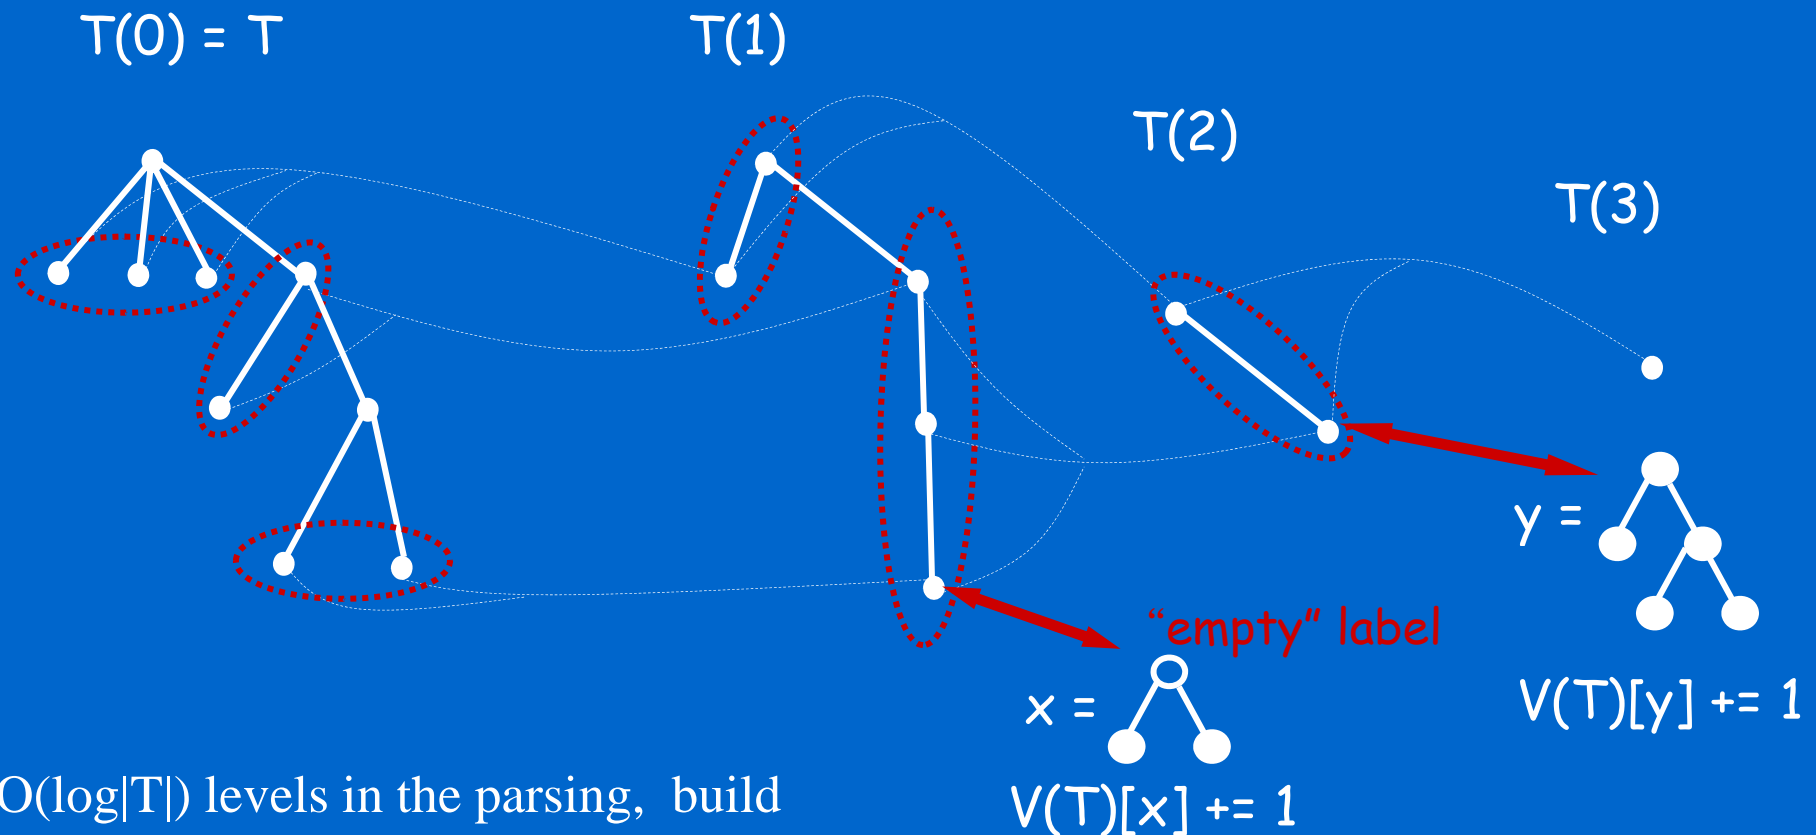 T(0) = T
T(1)
T(2)
T(3)
y =
“empty” label
x =
V(T)[y] += 1
V(T)[x] += 1
O(log|T|) levels in the parsing, build